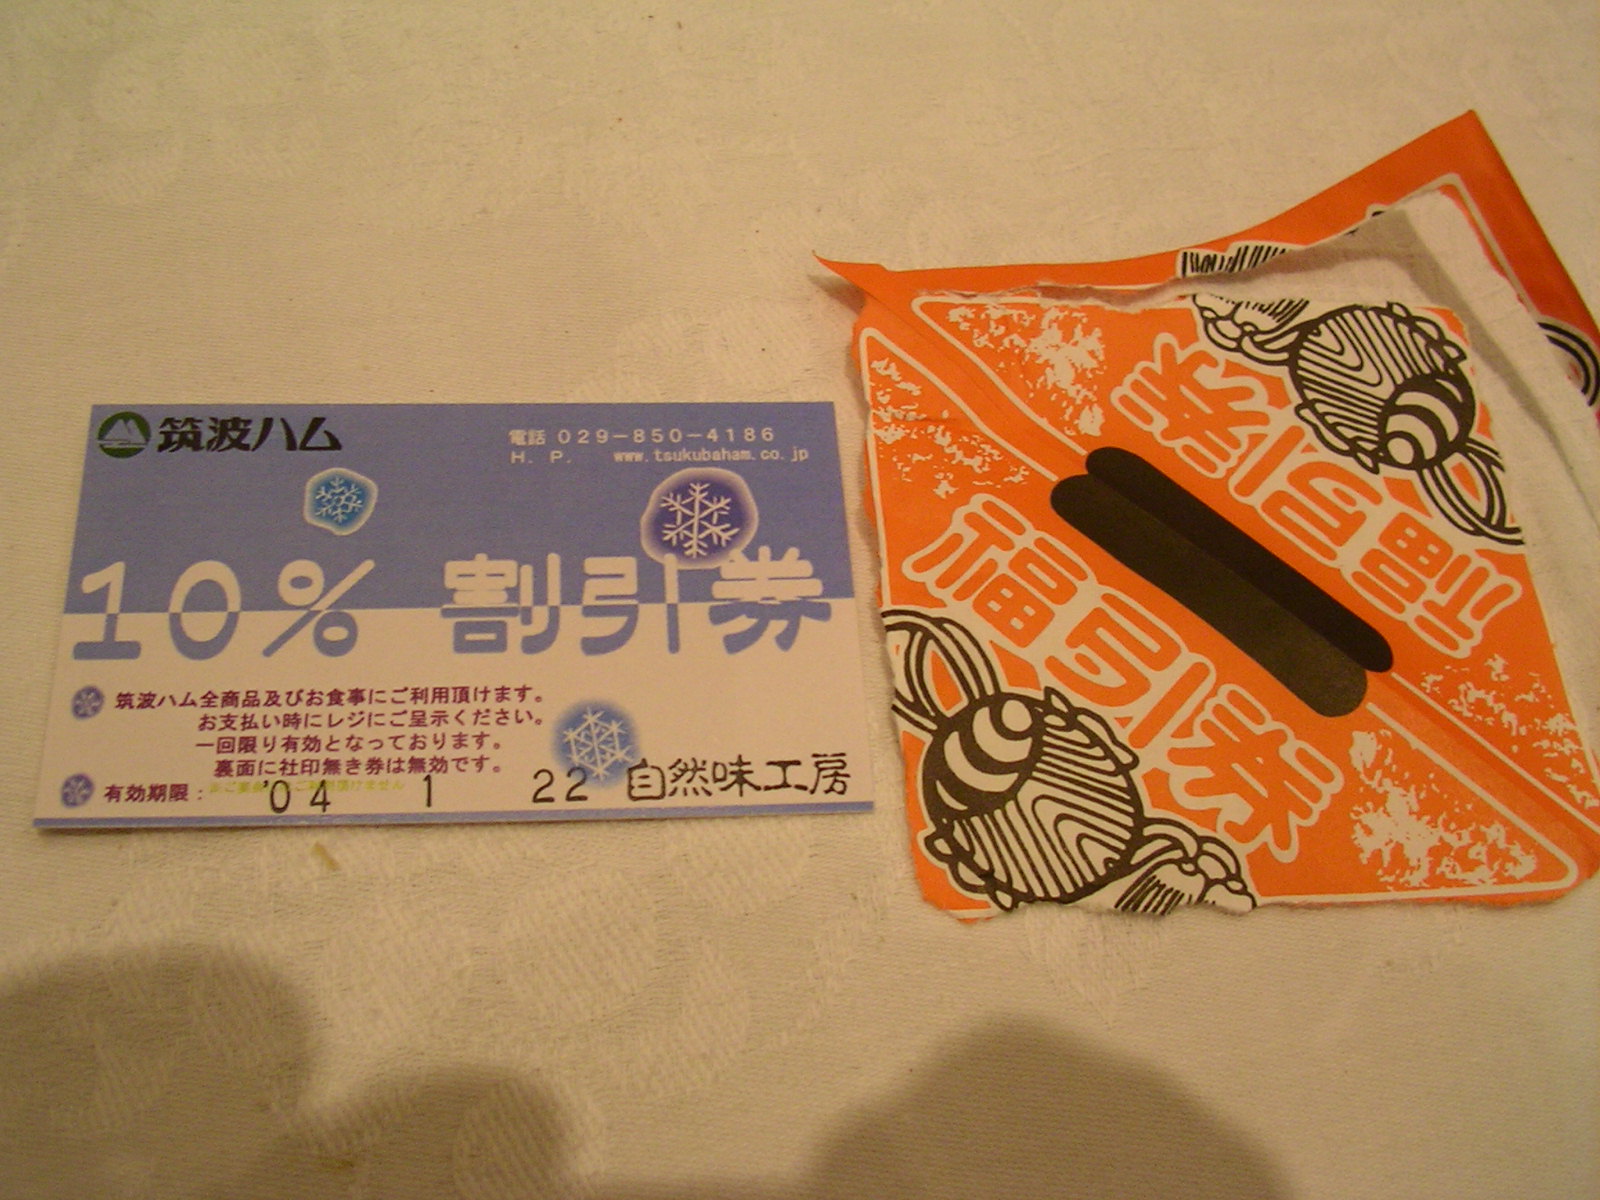 筑波ハム
電話 029-850-4186
H. P. www.tsukubaham.co.jp
10% 割引券
筑波ハム全商品及びお食事にご利用頂けます。
お支払い時にレジにご呈示ください。
一回限り有効となっております。
裏面に社印無き券は無効です。
有効期限: 04 1 22 自然味工房
福引券
福引券